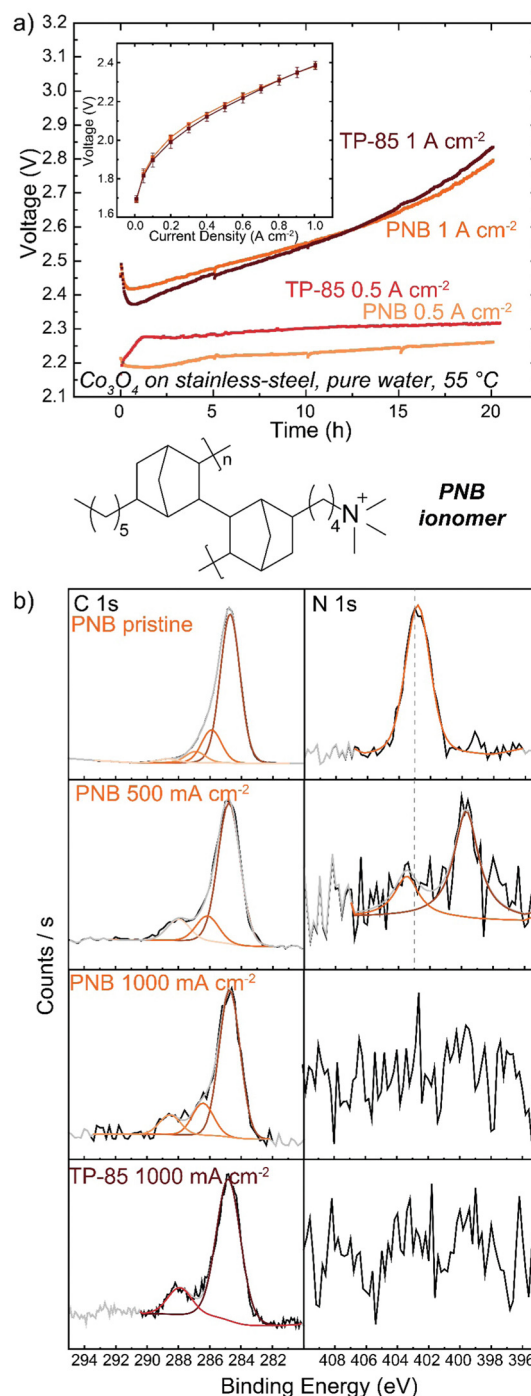 a)
3.2
3.1
3.0
2.9
2.8
2.7
2.6
2.5
2.4
2.3
2.2
2.1
Voltage (V)
2.4
2.2
2.0
1.8
1.6
Voltage (V)
0.0 0.2 0.4 0.6 0.8 1.0
Current Density (A cm-2)
TP-85 1 A cm-2
PNB 1 A cm-2
TP-85 0.5 A cm-2
PNB 0.5 A cm-2
Co3O4 on stainless-steel, pure water, 55 °C
0 5 10 15 20
Time (h)
n
5
4
N
+
PNB
ionomer
b)
C 1s
N 1s
PNB pristine
PNB 500 mA cm-2
PNB 1000 mA cm-2
TP-85 1000 mA cm-2
Counts / s
294 292 290 288 286 284 282
408 406 404 402 400 398 396
Binding Energy (eV)